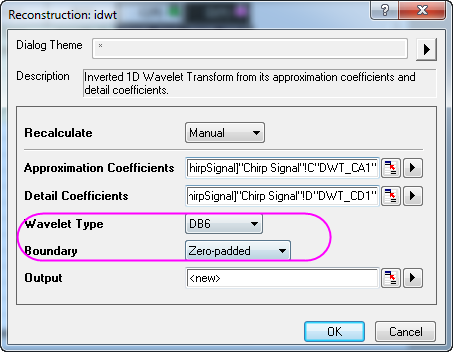 Reconstruction: idwt
Dialog Theme *
Description Inverted 1D Wavelet Transform from its approximation coefficients and
detail coefficients.
Recalculate Manual
Approximation Coefficients hirpSignal]"Chirp Signal"!C"DWT_CA1"
Detail Coefficients hirpSignal]"Chirp Signal"!D"DWT_CD1"
Wavelet Type DB6
Boundary Zero-padded
Output <new>
OK Cancel